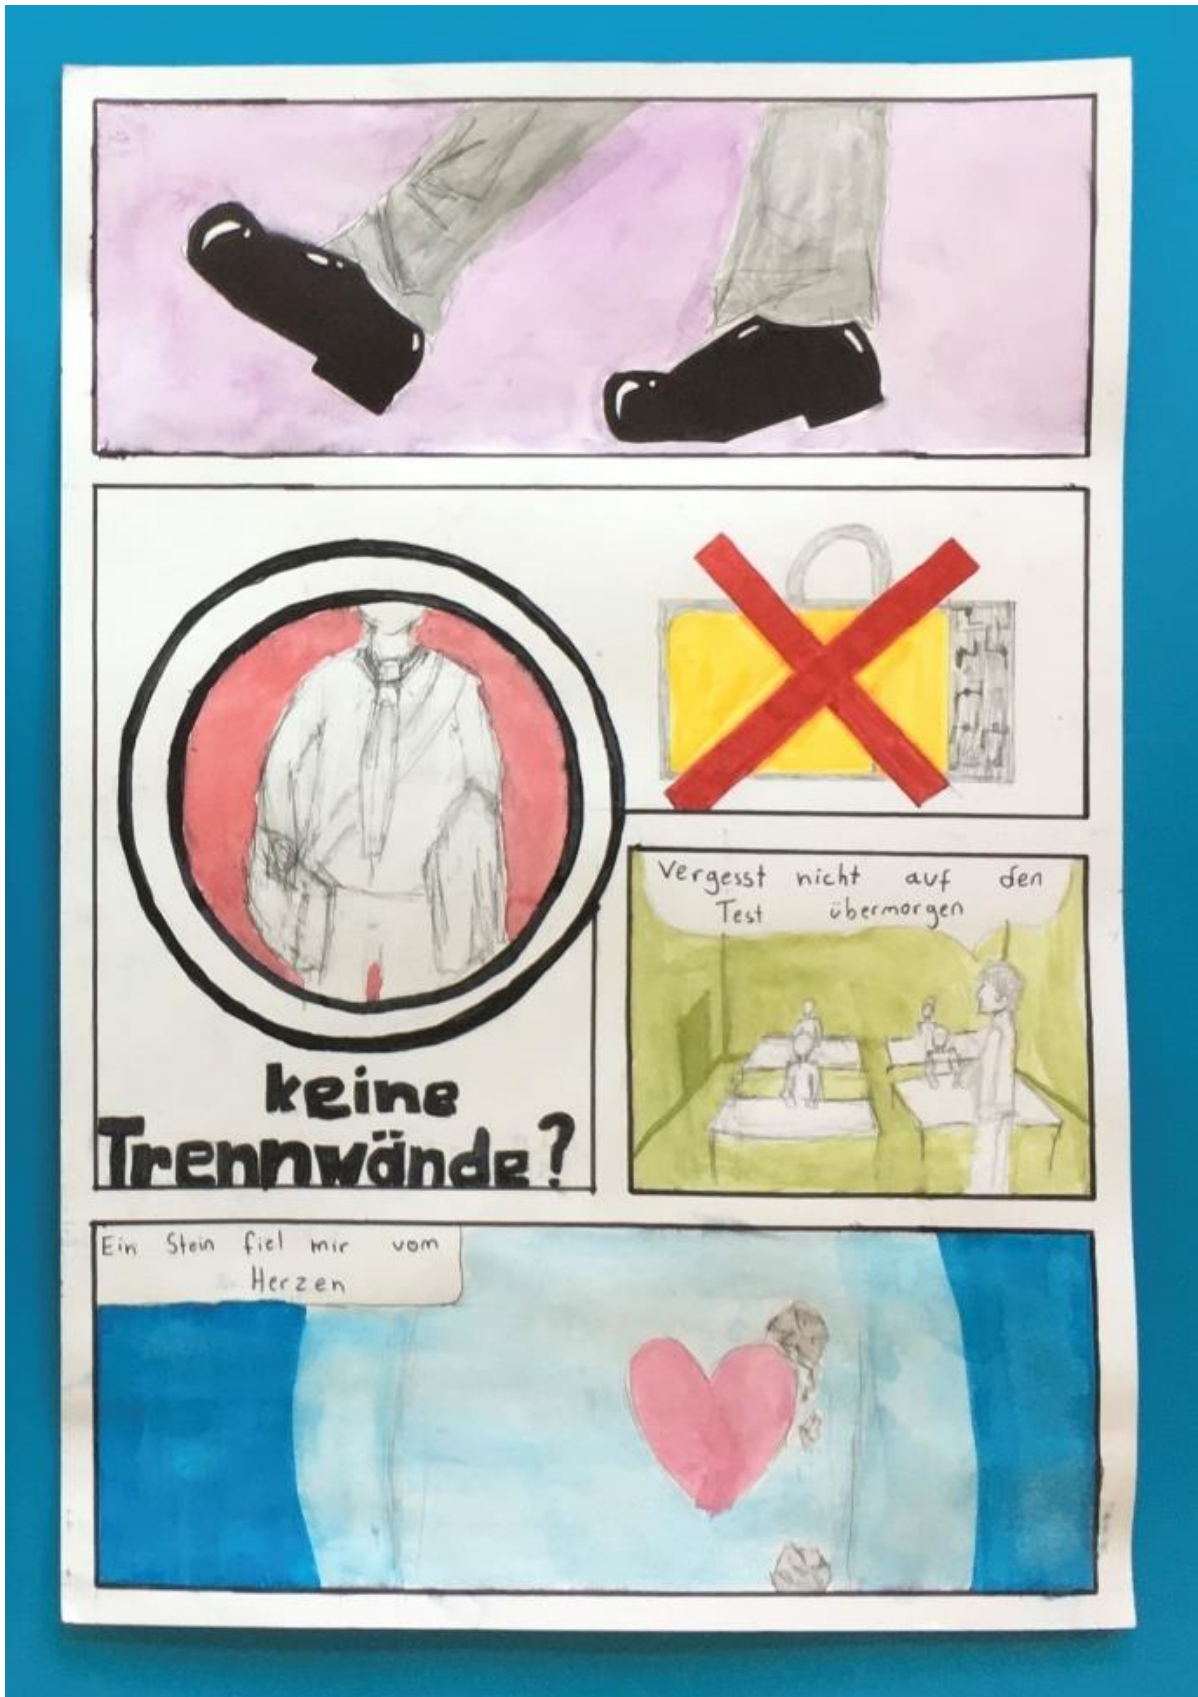 keine
Trennwände?
Vergesst nicht auf den
Test übermorgen
Ein Stein fiel mir vom
Herzen